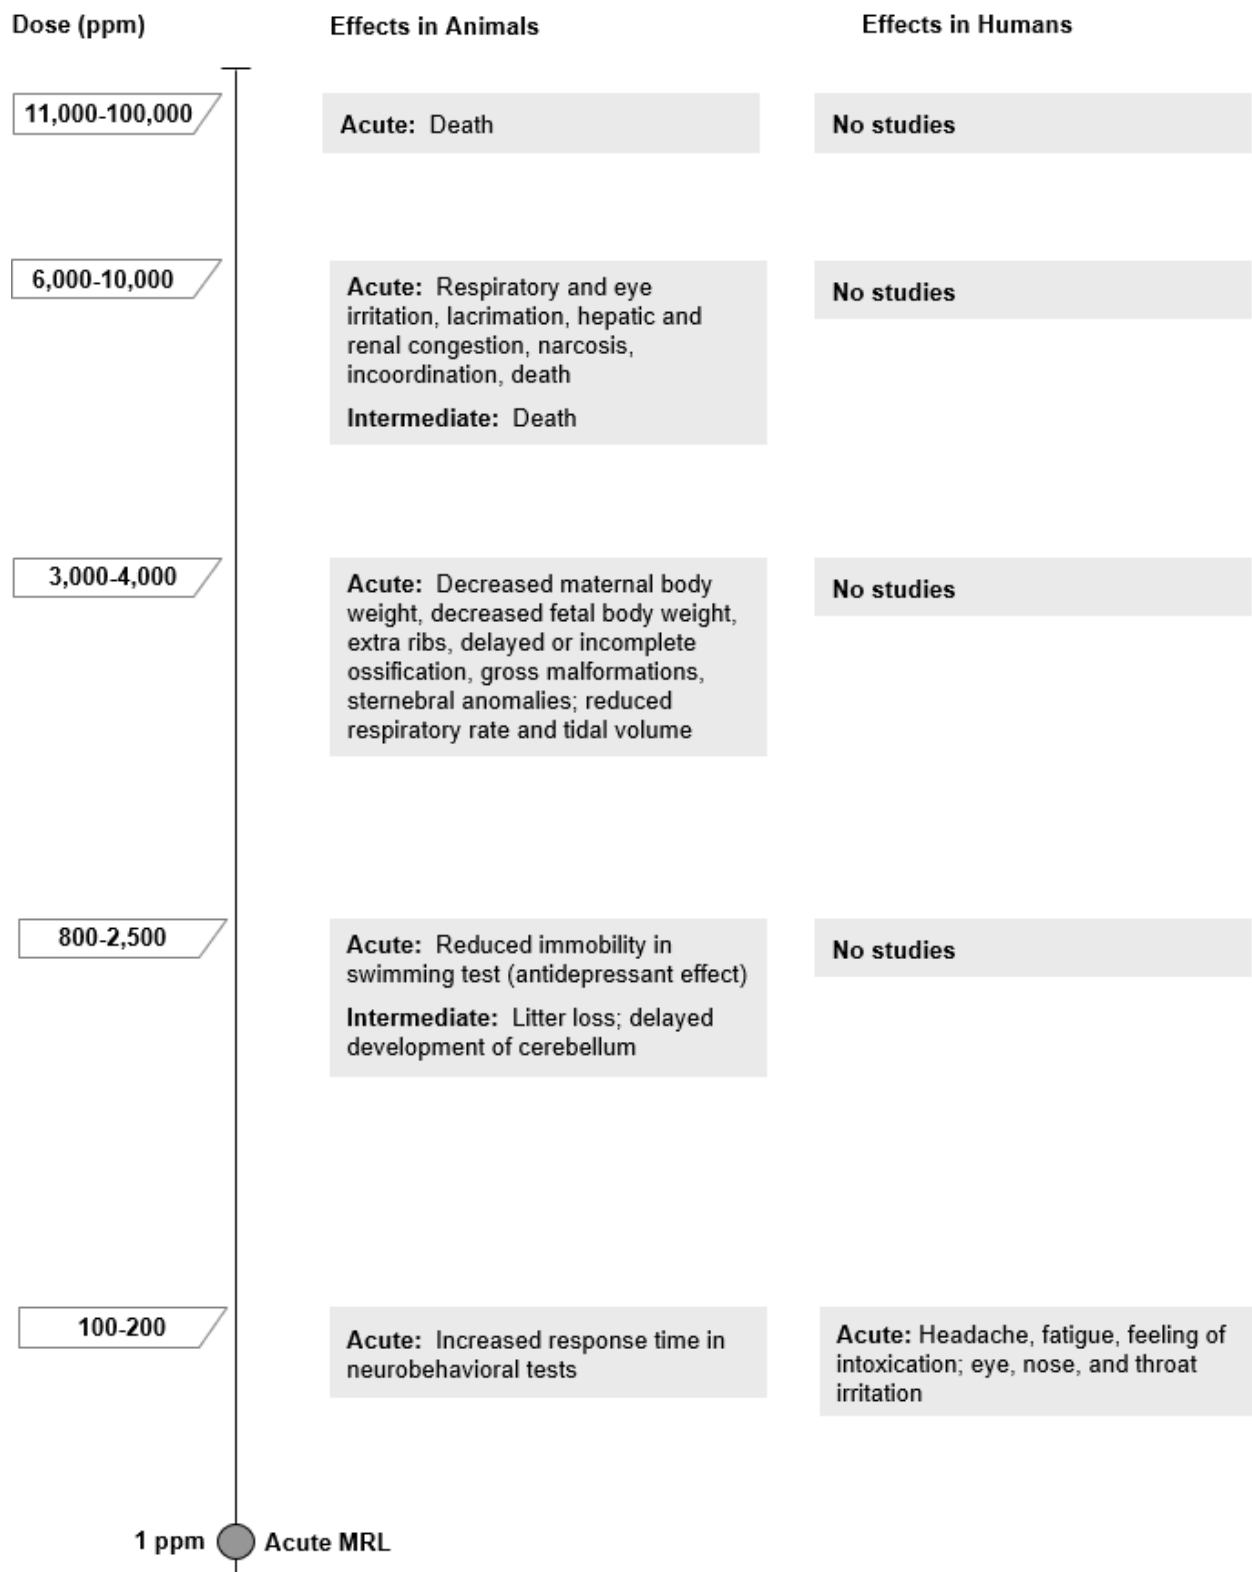 Dose (ppm)
Effects in Animals
Effects in Humans
11,000-100,000
Acute: Death
No studies
6,000-10,000
Acute: Respiratory and eye
irritation, lacrimation, hepatic and
renal congestion, narcosis,
incoordination, death
Intermediate: Death
No studies
3,000-4,000
Acute: Decreased maternal body
weight, decreased fetal body weight,
extra ribs, delayed or incomplete
ossification, gross malformations,
sternebral anomalies; reduced
respiratory rate and tidal volume
No studies
800-2,500
Acute: Reduced immobility in
swimming test (antidepressant effect)
Intermediate: Litter loss; delayed
development of cerebellum
No studies
100-200
Acute: Increased response time in
neurobehavioral tests
Acute: Headache, fatigue, feeling of
intoxication; eye, nose, and throat
irritation
1 ppm
Acute MRL